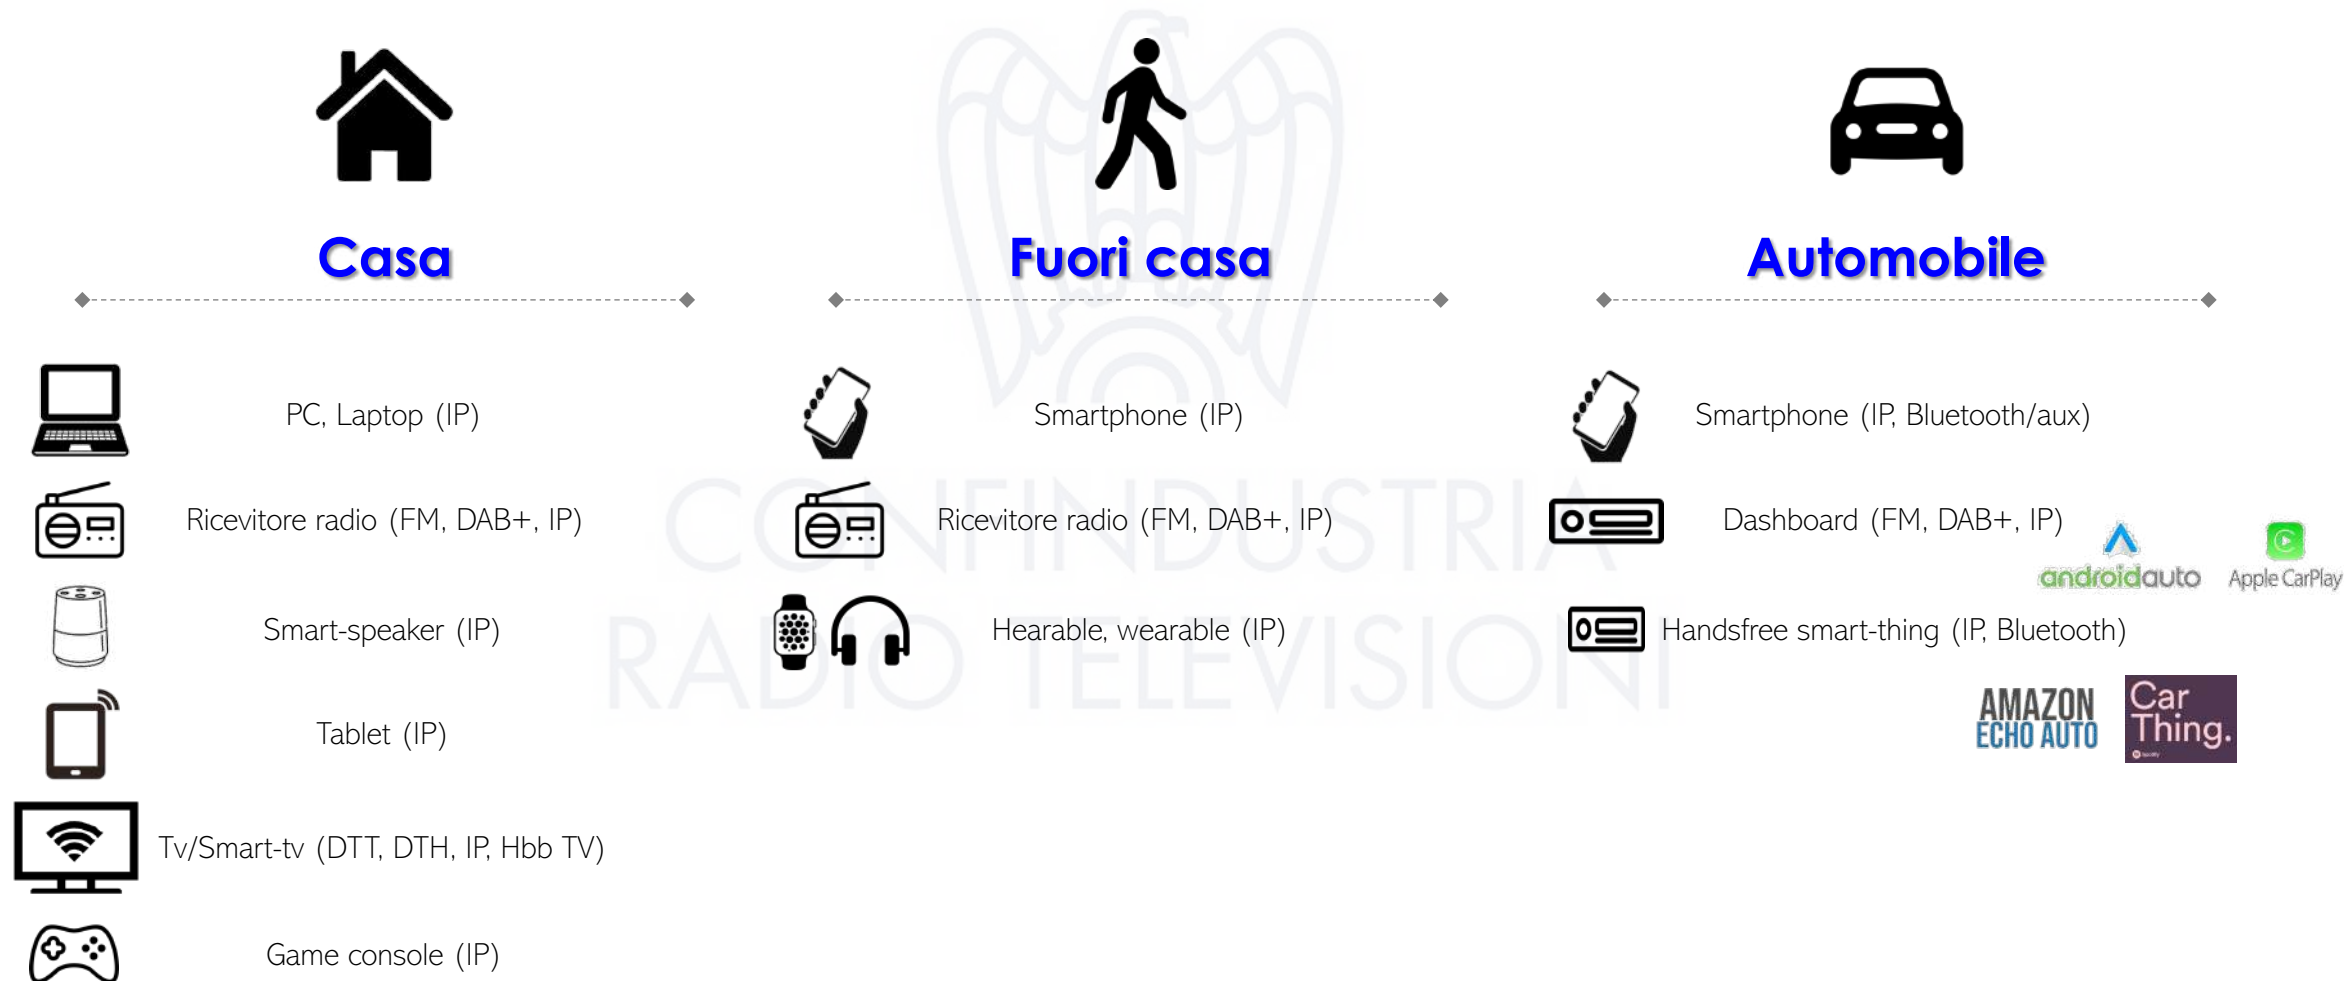 Casa
Fuori casa
Automobile
PC, Laptop (IP)
Smartphone (IP)
Smartphone (IP, Bluetooth/aux)
Ricevitore radio (FM, DAB+, IP)
Ricevitore radio (FM, DAB+, IP)
Dashboard (FM, DAB+, IP)
androidauto
Apple CarPlay
Smart-speaker (IP)
Hearable, wearable (IP)
Handsfree smart-thing (IP, Bluetooth)
Tablet (IP)
AMAZON
ECHO AUTO
Car
Thing.
Spotify
Tv/Smart-tv (DTT, DTH, IP, Hbb TV)
Game console (IP)
CONFINDUSTRIA
RADIO TELEVISIONI